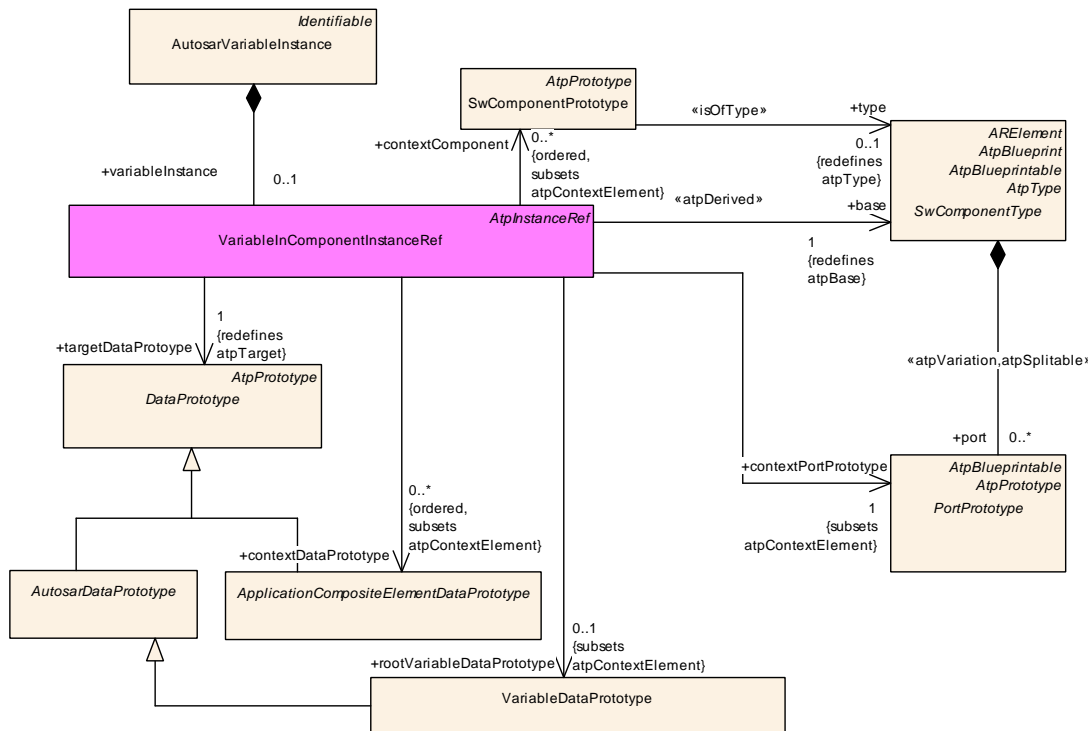 Identifiable
AutosarVariableInstance
AtpPrototype
SwComponentPrototype
«isOfType»
+type
0..1
{redefines
atpType}
ARElement
AtpBlueprint
AtpBlueprintable
AtpType
SwComponentType
+contextComponent
0..*
{ordered,
subsets
atpContextElement}
+variableInstance
0..1
«atpDerived»
+base
1
{redefines
atpBase}
AtpInstanceRef
VariableInComponentInstanceRef
1
{redefines
atpTarget}
+targetDataProtoype
AtpPrototype
DataPrototype
«atpVariation,atpSplitable»
+port
0..*
+contextPortPrototype
1
{subsets
atpContextElement}
AtpBlueprintable
AtpPrototype
PortPrototype
0..*
{ordered,
subsets
atpContextElement}
+contextDataPrototype
AutosarDataPrototype
ApplicationCompositeElementDataPrototype
0..1
{subsets
atpContextElement}
+rootVariableDataPrototype
VariableDataPrototype